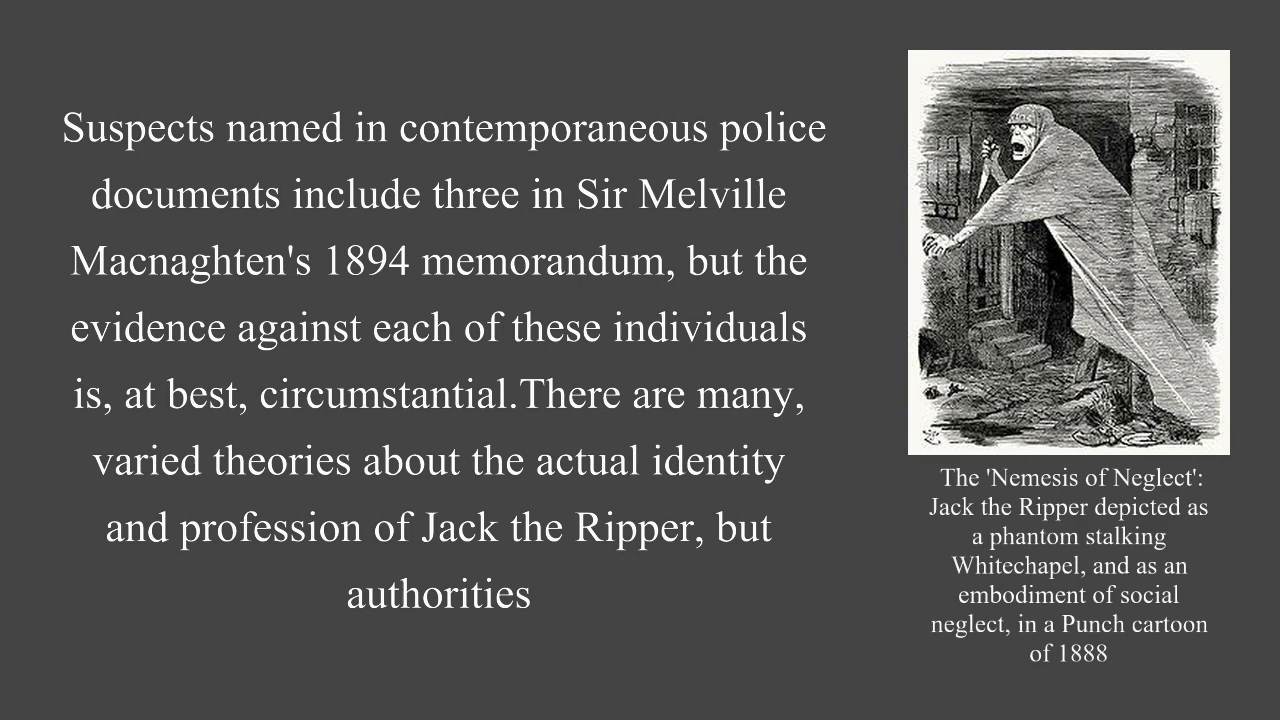 Suspects named in contemporaneous police
documents include three in Sir Melville
Macnaghten's 1894 memorandum, but the
evidence against each of these individuals
is, at best, circumstantial.There are many,
varied theories about the actual identity
and profession of Jack the Ripper, but
authorities
The 'Nemesis of Neglect':
Jack the Ripper depicted as
a phantom stalking
Whitechapel, and as an
embodiment of social
neglect, in a Punch cartoon
of 1888